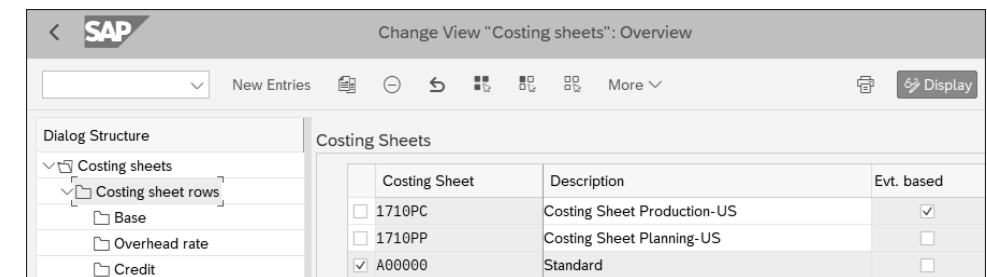 SAP Change View "Costing sheets": Overview
New Entries More Display
Dialog Structure
Costing sheets
Costing sheet rows
Base
Overhead rate
Credit
Costing Sheets
Costing Sheet Description Evt. based
1710PC Costing Sheet Production-US
1710PP Costing Sheet Planning-US
A00000 Standard